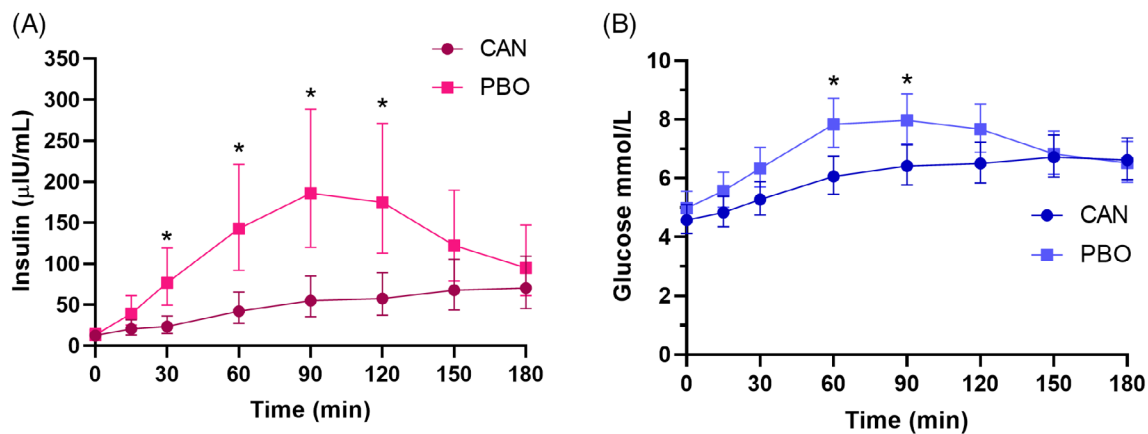 (A)
CAN
PBO
Insulin (μIU/mL)
350
300
250
200
150
100
50
0
* * * *
0 30 60 90 120 150 180
Time (min)
(B)
Glucose mmol/L
10
8
6
4
2
0
* *
CAN
PBO
0 30 60 90 120 150 180
Time (min)